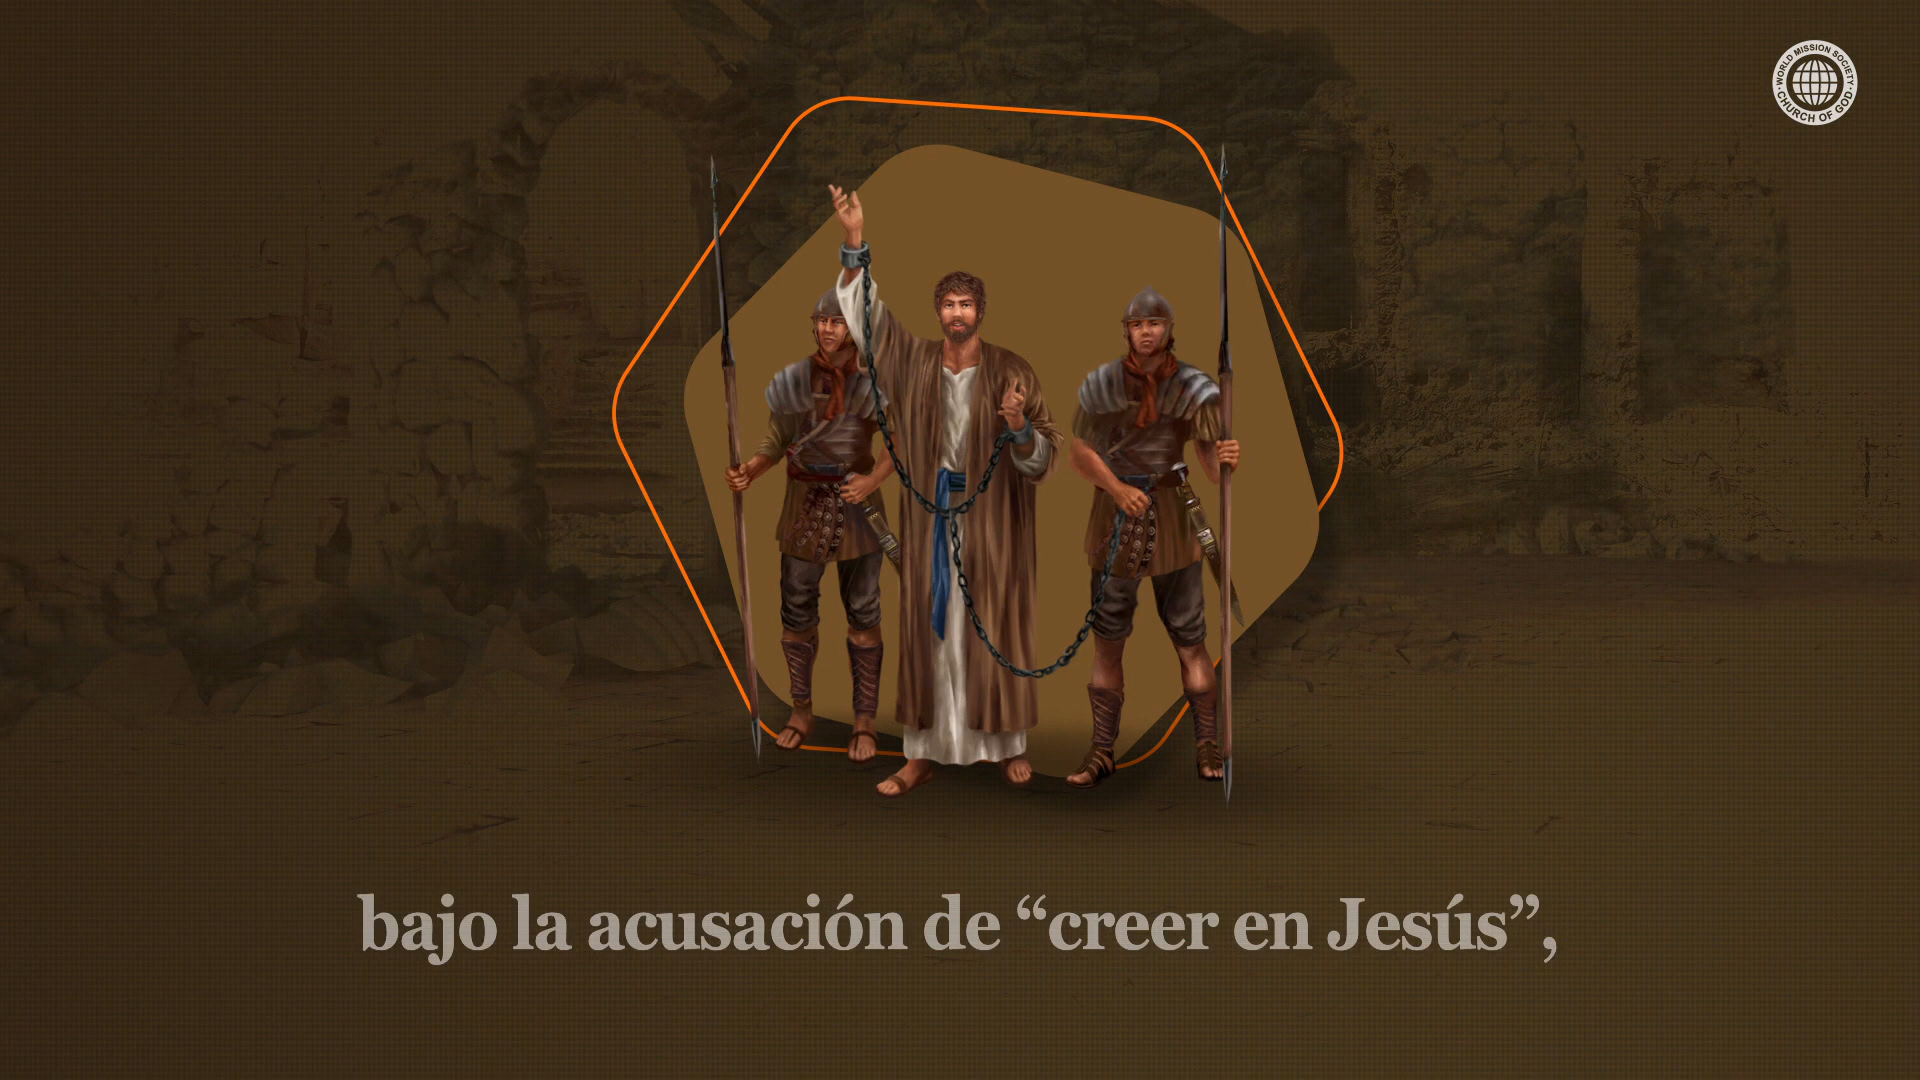 WORLD MISSION SOCIETY
CHURCH OF GOD
bajo la acusación de “creer en Jesús”,